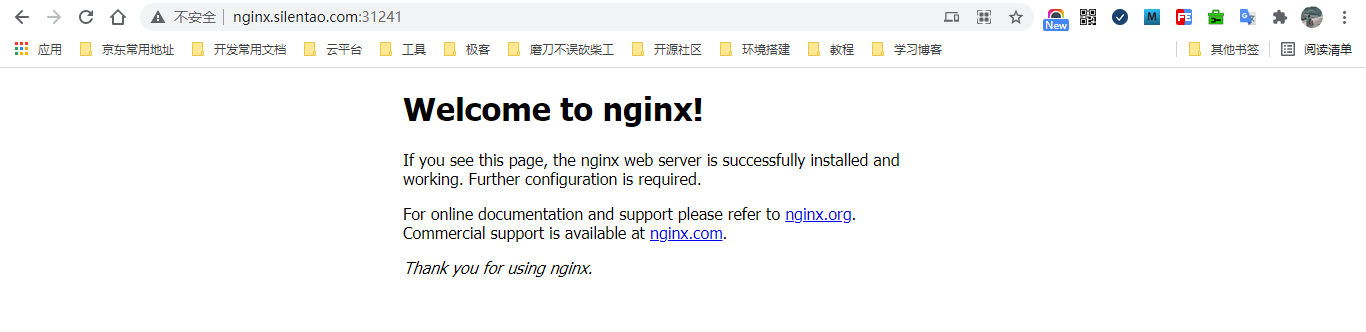 不安全 nginx.silentao.com:31241
New
M
FE
应用 京东常用地址 开发常用文档 云平台 工具 极客 磨刀不误砍柴工 开源社区 环境搭建 教程 学习博客 其他书签 阅读清单
Welcome to nginx!
If you see this page, the nginx web server is successfully installed and
working. Further configuration is required.
For online documentation and support please refer to nginx.org.
Commercial support is available at nginx.com.
Thank you for using nginx.